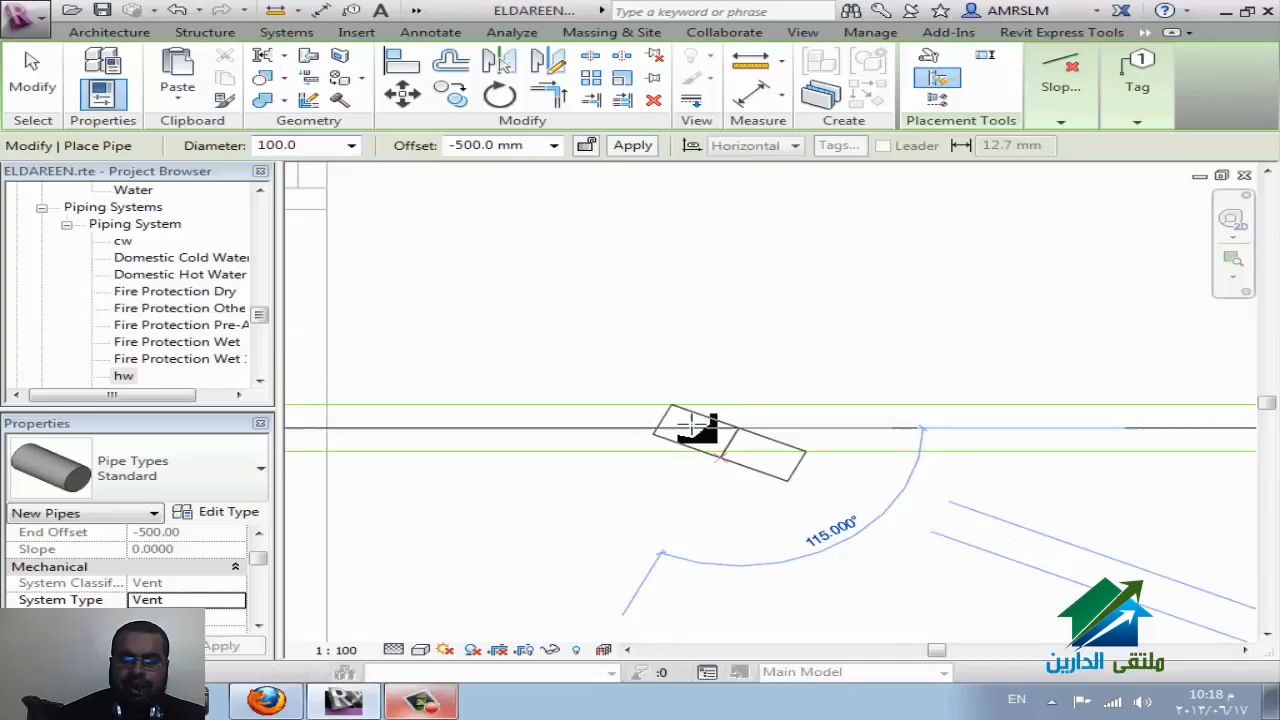 ELDAREEN... Type a keyword or phrase AMRSLM
Architecture Structure Systems Insert Annotate Analyze Massing & Site Collaborate View Manage Add-Ins Revit Express Tools
Modify Paste Slop... Tag
Select Properties Clipboard Geometry Modify View Measure Create Placement Tools
Modify | Place Pipe Diameter: 100.0 Offset: -500.0 mm Apply Horizontal Tags... Leader 12.7 mm
ELDAREEN.rte - Project Browser
Water
Piping Systems
Piping System
cw
Domestic Cold Water
Domestic Hot Water
Fire Protection Dry
Fire Protection Othe
Fire Protection Pre-A
Fire Protection Wet
Fire Protection Wet
hw
Properties
Pipe Types
Standard
New Pipes Edit Type
End Offset -500.00
Slope 0.0000
Mechanical
System Classif... Vent
System Type Vent
Apply
115.000°
ملتقى الدارين
1 : 100
:0 Main Model
EN
م 10:18
٢٠١٣/٠٦/١٧